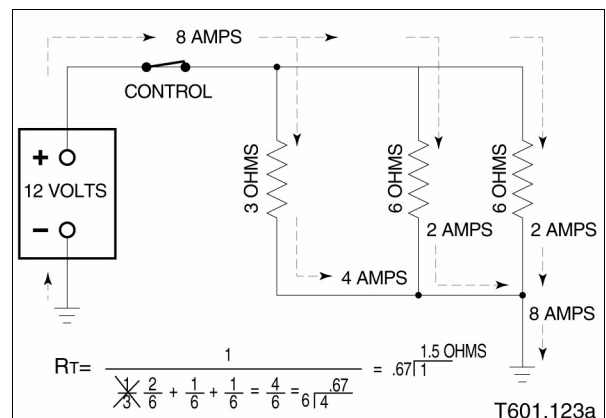 8 AMPS
CONTROL
+
12 VOLTS
-
3 OHMS
6 OHMS
6 OHMS
2 AMPS
2 AMPS
4 AMPS
8 AMPS
RT= 1 / (1/3 2/6 + 1/6 + 1/6 = 4/6 = 6⟌4 .67) = .67⟌1 1.5 OHMS
T601.123a